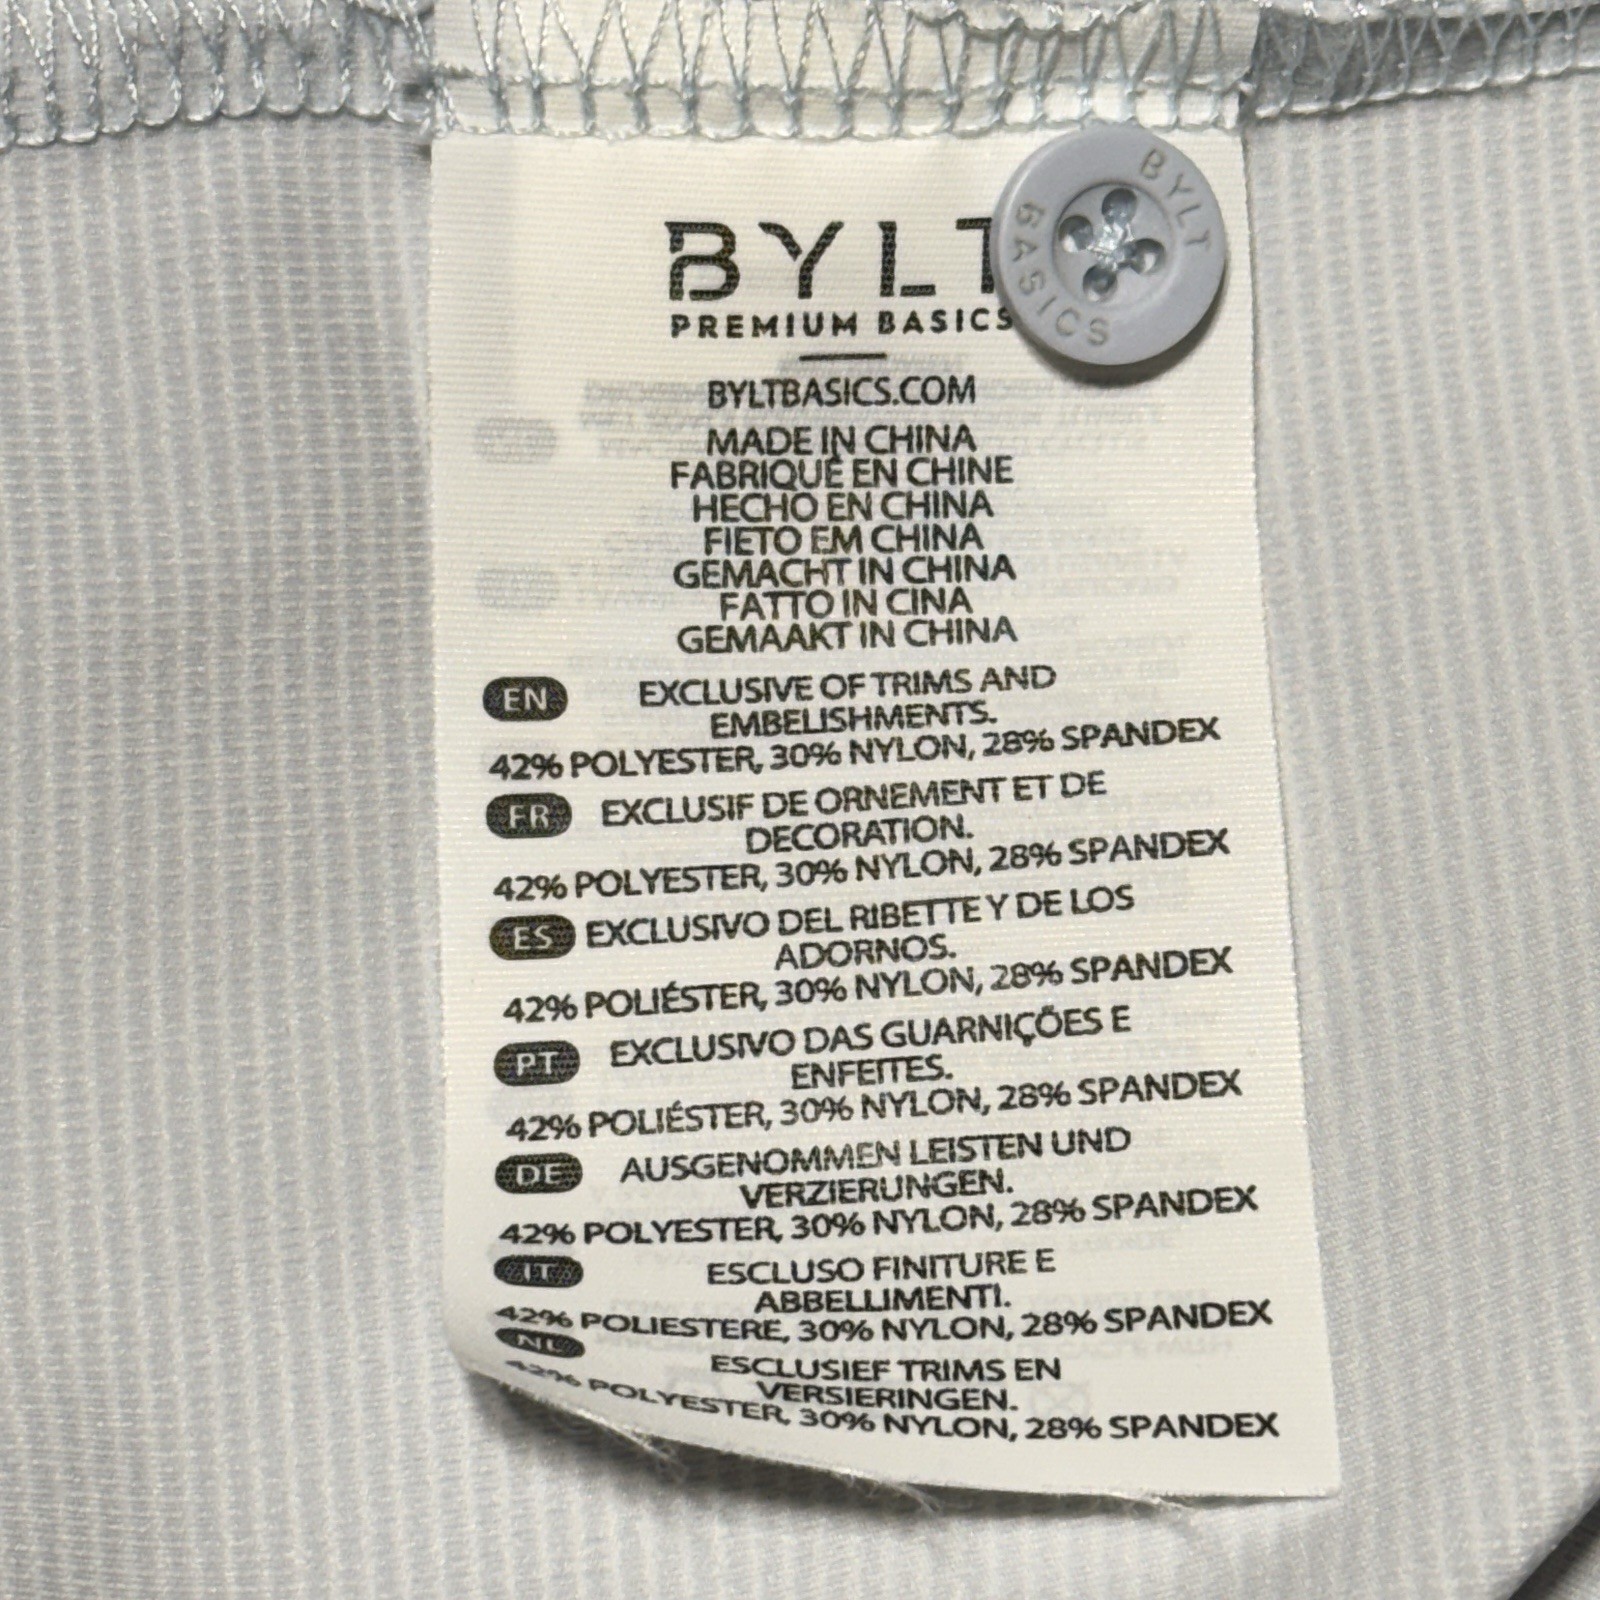 BYLT
PREMIUM BASICS
BYLT BASICS
BYLTBASICS.COM
MADE IN CHINA
FABRIQUÉ EN CHINE
HECHO EN CHINA
FIETO EM CHINA
GEMACHT IN CHINA
FATTO IN CINA
GEMAAKT IN CHINA
EN EXCLUSIVE OF TRIMS AND
EMBELISHMENTS.
42% POLYESTER, 30% NYLON, 28% SPANDEX
FR EXCLUSIF DE ORNEMENT ET DE
DECORATION.
42% POLYESTER, 30% NYLON, 28% SPANDEX
ES EXCLUSIVO DEL RIBETTE Y DE LOS
ADORNOS.
42% POLIÉSTER, 30% NYLON, 28% SPANDEX
PT EXCLUSIVO DAS GUARNIÇÕES E
ENFEITES.
42% POLIÉSTER, 30% NYLON, 28% SPANDEX
DE AUSGENOMMEN LEISTEN UND
VERZIERUNGEN.
42% POLYESTER, 30% NYLON, 28% SPANDEX
IT ESCLUSO FINITURE E
ABBELLIMENTI.
42% POLIESTERE, 30% NYLON, 28% SPANDEX
NL ESCLUSIEF TRIMS EN
VERSIERINGEN.
42% POLYESTER, 30% NYLON, 28% SPANDEX